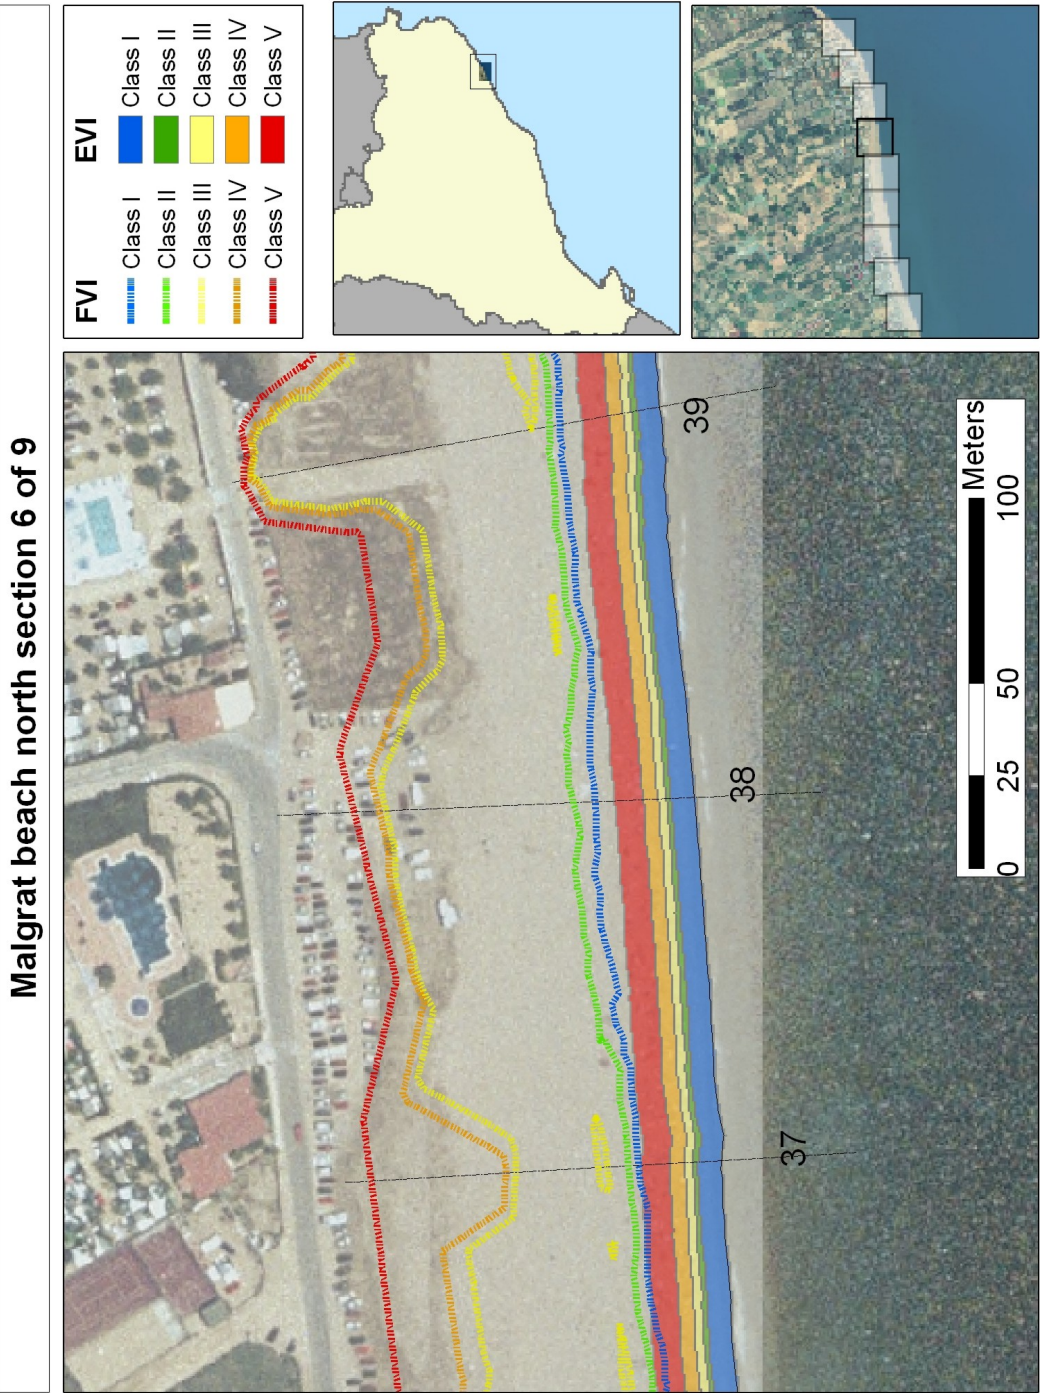 Malgrat beach north section 6 of 9
FVI
Class I
Class II
Class III
Class IV
Class V
EVI
Class I
Class II
Class III
Class IV
Class V
37
38
39
0 25 50 100
Meters